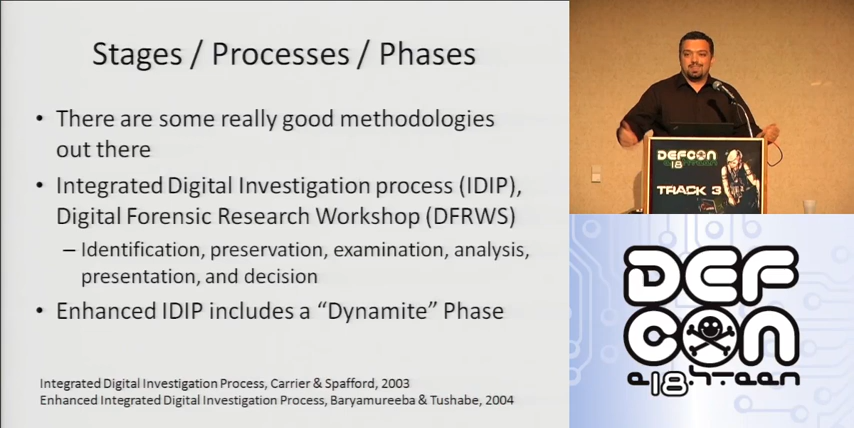 Stages / Processes / Phases
• There are some really good methodologies
out there
• Integrated Digital Investigation process (IDIP),
Digital Forensic Research Workshop (DFRWS)
– Identification, preservation, examination, analysis,
presentation, and decision
• Enhanced IDIP includes a “Dynamite” Phase
Integrated Digital Investigation Process, Carrier & Spafford, 2003
Enhanced Integrated Digital Investigation Process, Baryamureeba & Tushabe, 2004
DEFCON
18
TRACK 3
DEF
CON
e18hteen